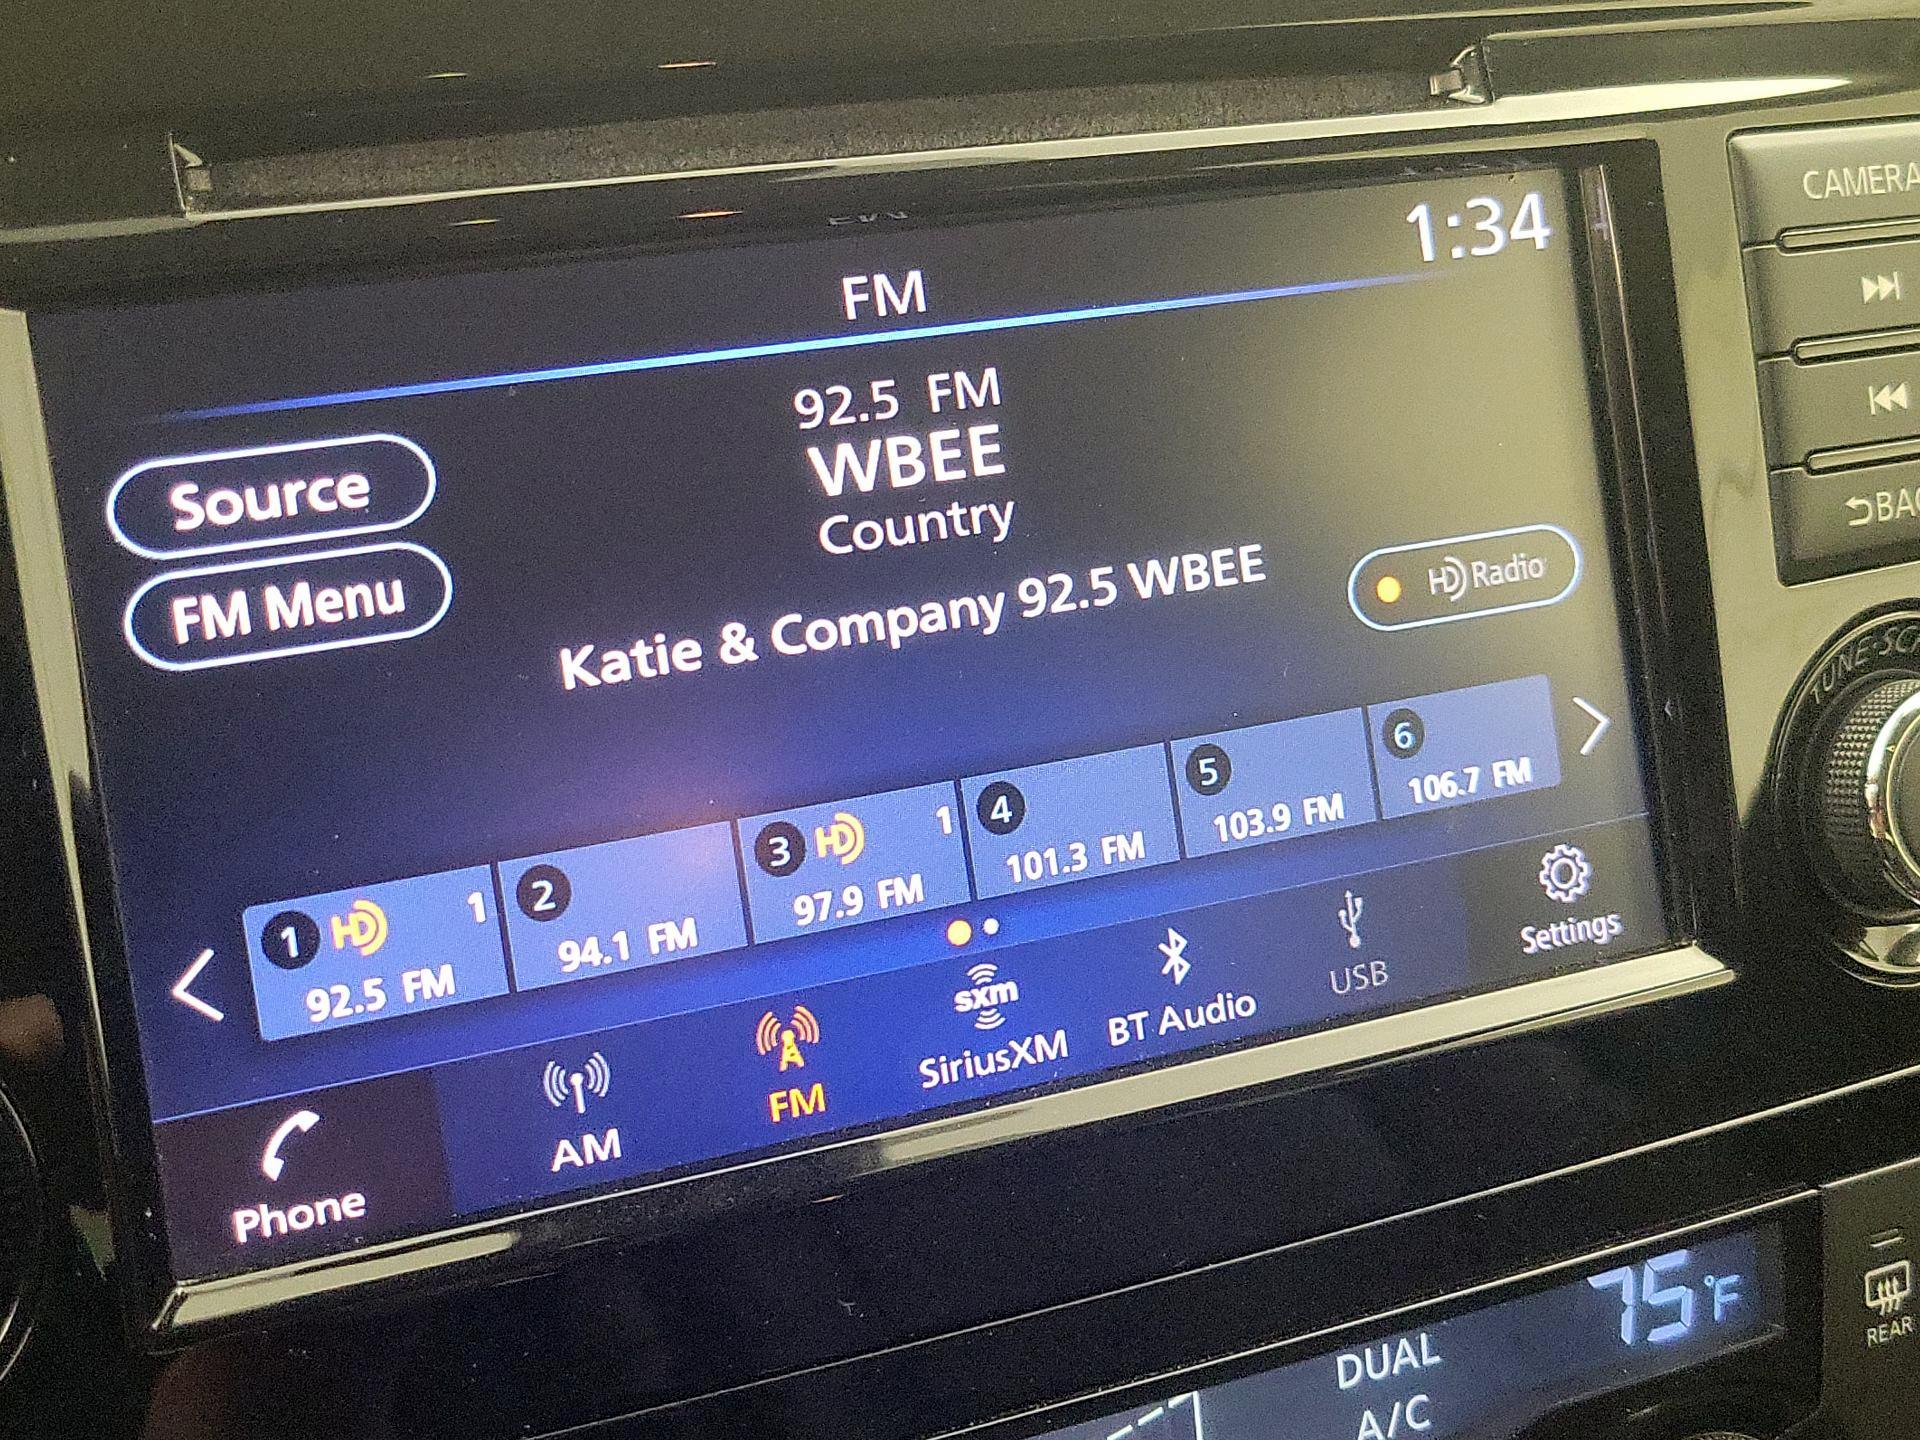 CAMERA
1:34
FM
92.5 FM
WBEE
Country
Source
FM Menu
Katie & Company 92.5 WBEE
HD Radio
TUNE·SC
BAC
1 HD 1
92.5 FM
2
94.1 FM
3 HD 1
97.9 FM
4
101.3 FM
5
103.9 FM
6
106.7 FM
Phone
AM
FM
sxm
SiriusXM
BT Audio
USB
Settings
75°F
DUAL
A/C
REAR